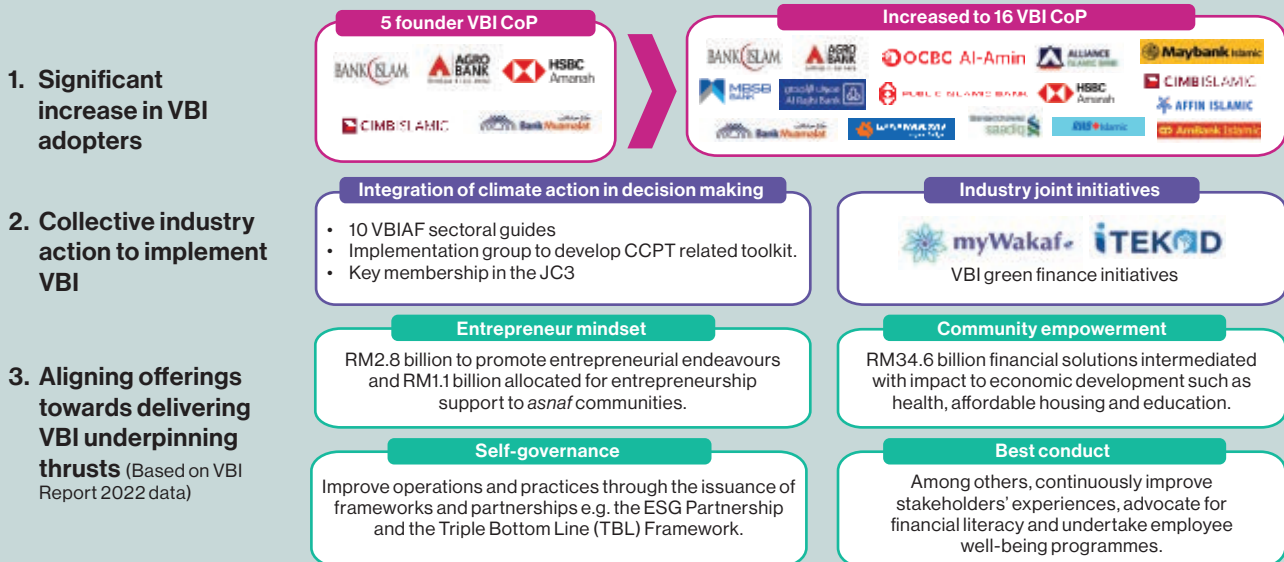 5 founder VBI CoP
BANK ISLAM
AGRO BANK
HSBC Amanah
CIMB ISLAMIC
Bank Muamalat
Increased to 16 VBI CoP
BANK ISLAM
AGRO BANK
OCBC Al-Amin
ALLIANCE ISLAMIC BANK
Maybank Islamic
MBSB BANK
Al Rajhi Bank
PUBLIC ISLAMIC BANK
HSBC Amanah
CIMB ISLAMIC
AFFIN ISLAMIC
Bank Muamalat
saadiq
RHB Islamic
AmBank Islamic
1. Significant
increase in VBI
adopters
2. Collective industry
action to implement
VBI
Integration of climate action in decision making
• 10 VBIAF sectoral guides
• Implementation group to develop CCPT related toolkit.
• Key membership in the JC3
Industry joint initiatives
myWakaf
iTEKAD
VBI green finance initiatives
3. Aligning offerings
towards delivering
VBI underpinning
thrusts (Based on VBI
Report 2022 data)
Entrepreneur mindset
RM2.8 billion to promote entrepreneurial endeavours
and RM1.1 billion allocated for entrepreneurship
support to asnaf communities.
Community empowerment
RM34.6 billion financial solutions intermediated
with impact to economic development such as
health, affordable housing and education.
Self-governance
Improve operations and practices through the issuance of
frameworks and partnerships e.g. the ESG Partnership
and the Triple Bottom Line (TBL) Framework.
Best conduct
Among others, continuously improve
stakeholders' experiences, advocate for
financial literacy and undertake employee
well-being programmes.